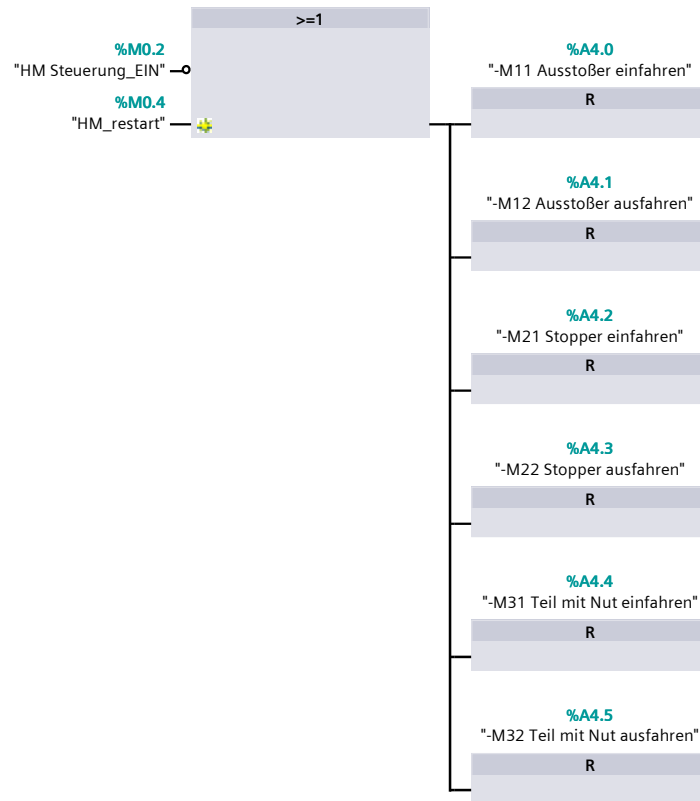 >=1
%M0.2
"HM Steuerung_EIN"
%M0.4
"HM_restart"
%A4.0
"-M11 Ausstoßer einfahren"
R
%A4.1
"-M12 Ausstoßer ausfahren"
R
%A4.2
"-M21 Stopper einfahren"
R
%A4.3
"-M22 Stopper ausfahren"
R
%A4.4
"-M31 Teil mit Nut einfahren"
R
%A4.5
"-M32 Teil mit Nut ausfahren"
R